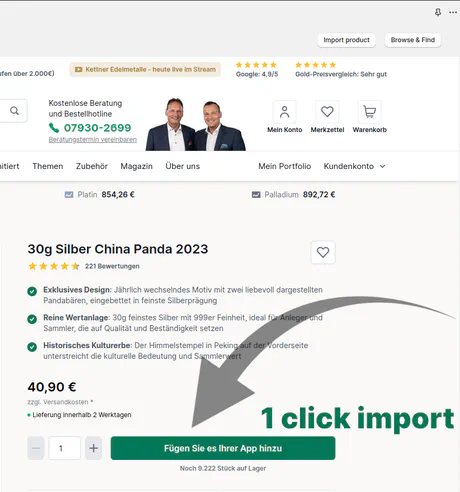 Import product
Browse & Find
ufen über 2.000€)
Kettner Edelmetalle - heute live im Stream
Google: 4,9/5
Gold-Preisvergleich: Sehr gut
Kostenlose Beratung
und Bestellhotline
07930-2699
Beratungstermin vereinbaren
Mein Konto
Merkzettel
Warenkorb
nitiert
Themen
Zubehör
Magazin
Über uns
Mein Portfolio
Kundenkonto
Platin 854,26 €
Palladium 892,72 €
30g Silber China Panda 2023
221 Bewertungen
Exklusives Design: Jährlich wechselndes Motiv mit zwei liebevoll dargestellten
Pandabären, eingebettet in feinste Silberprägung
Reine Wertanlage: 30g feinstes Silber mit 999er Feinheit, ideal für Anleger und
Sammler, die auf Qualität und Beständigkeit setzen
Historisches Kulturerbe: Der Himmelstempel in Peking auf der Vorderseite
unterstreicht die kulturelle Bedeutung und Sammlerwert
40,90 €
zzgl. Versandkosten *
Lieferung innerhalb 2 Werktagen
1 click import
1
Fügen Sie es Ihrer App hinzu
Noch 9.222 Stück auf Lager